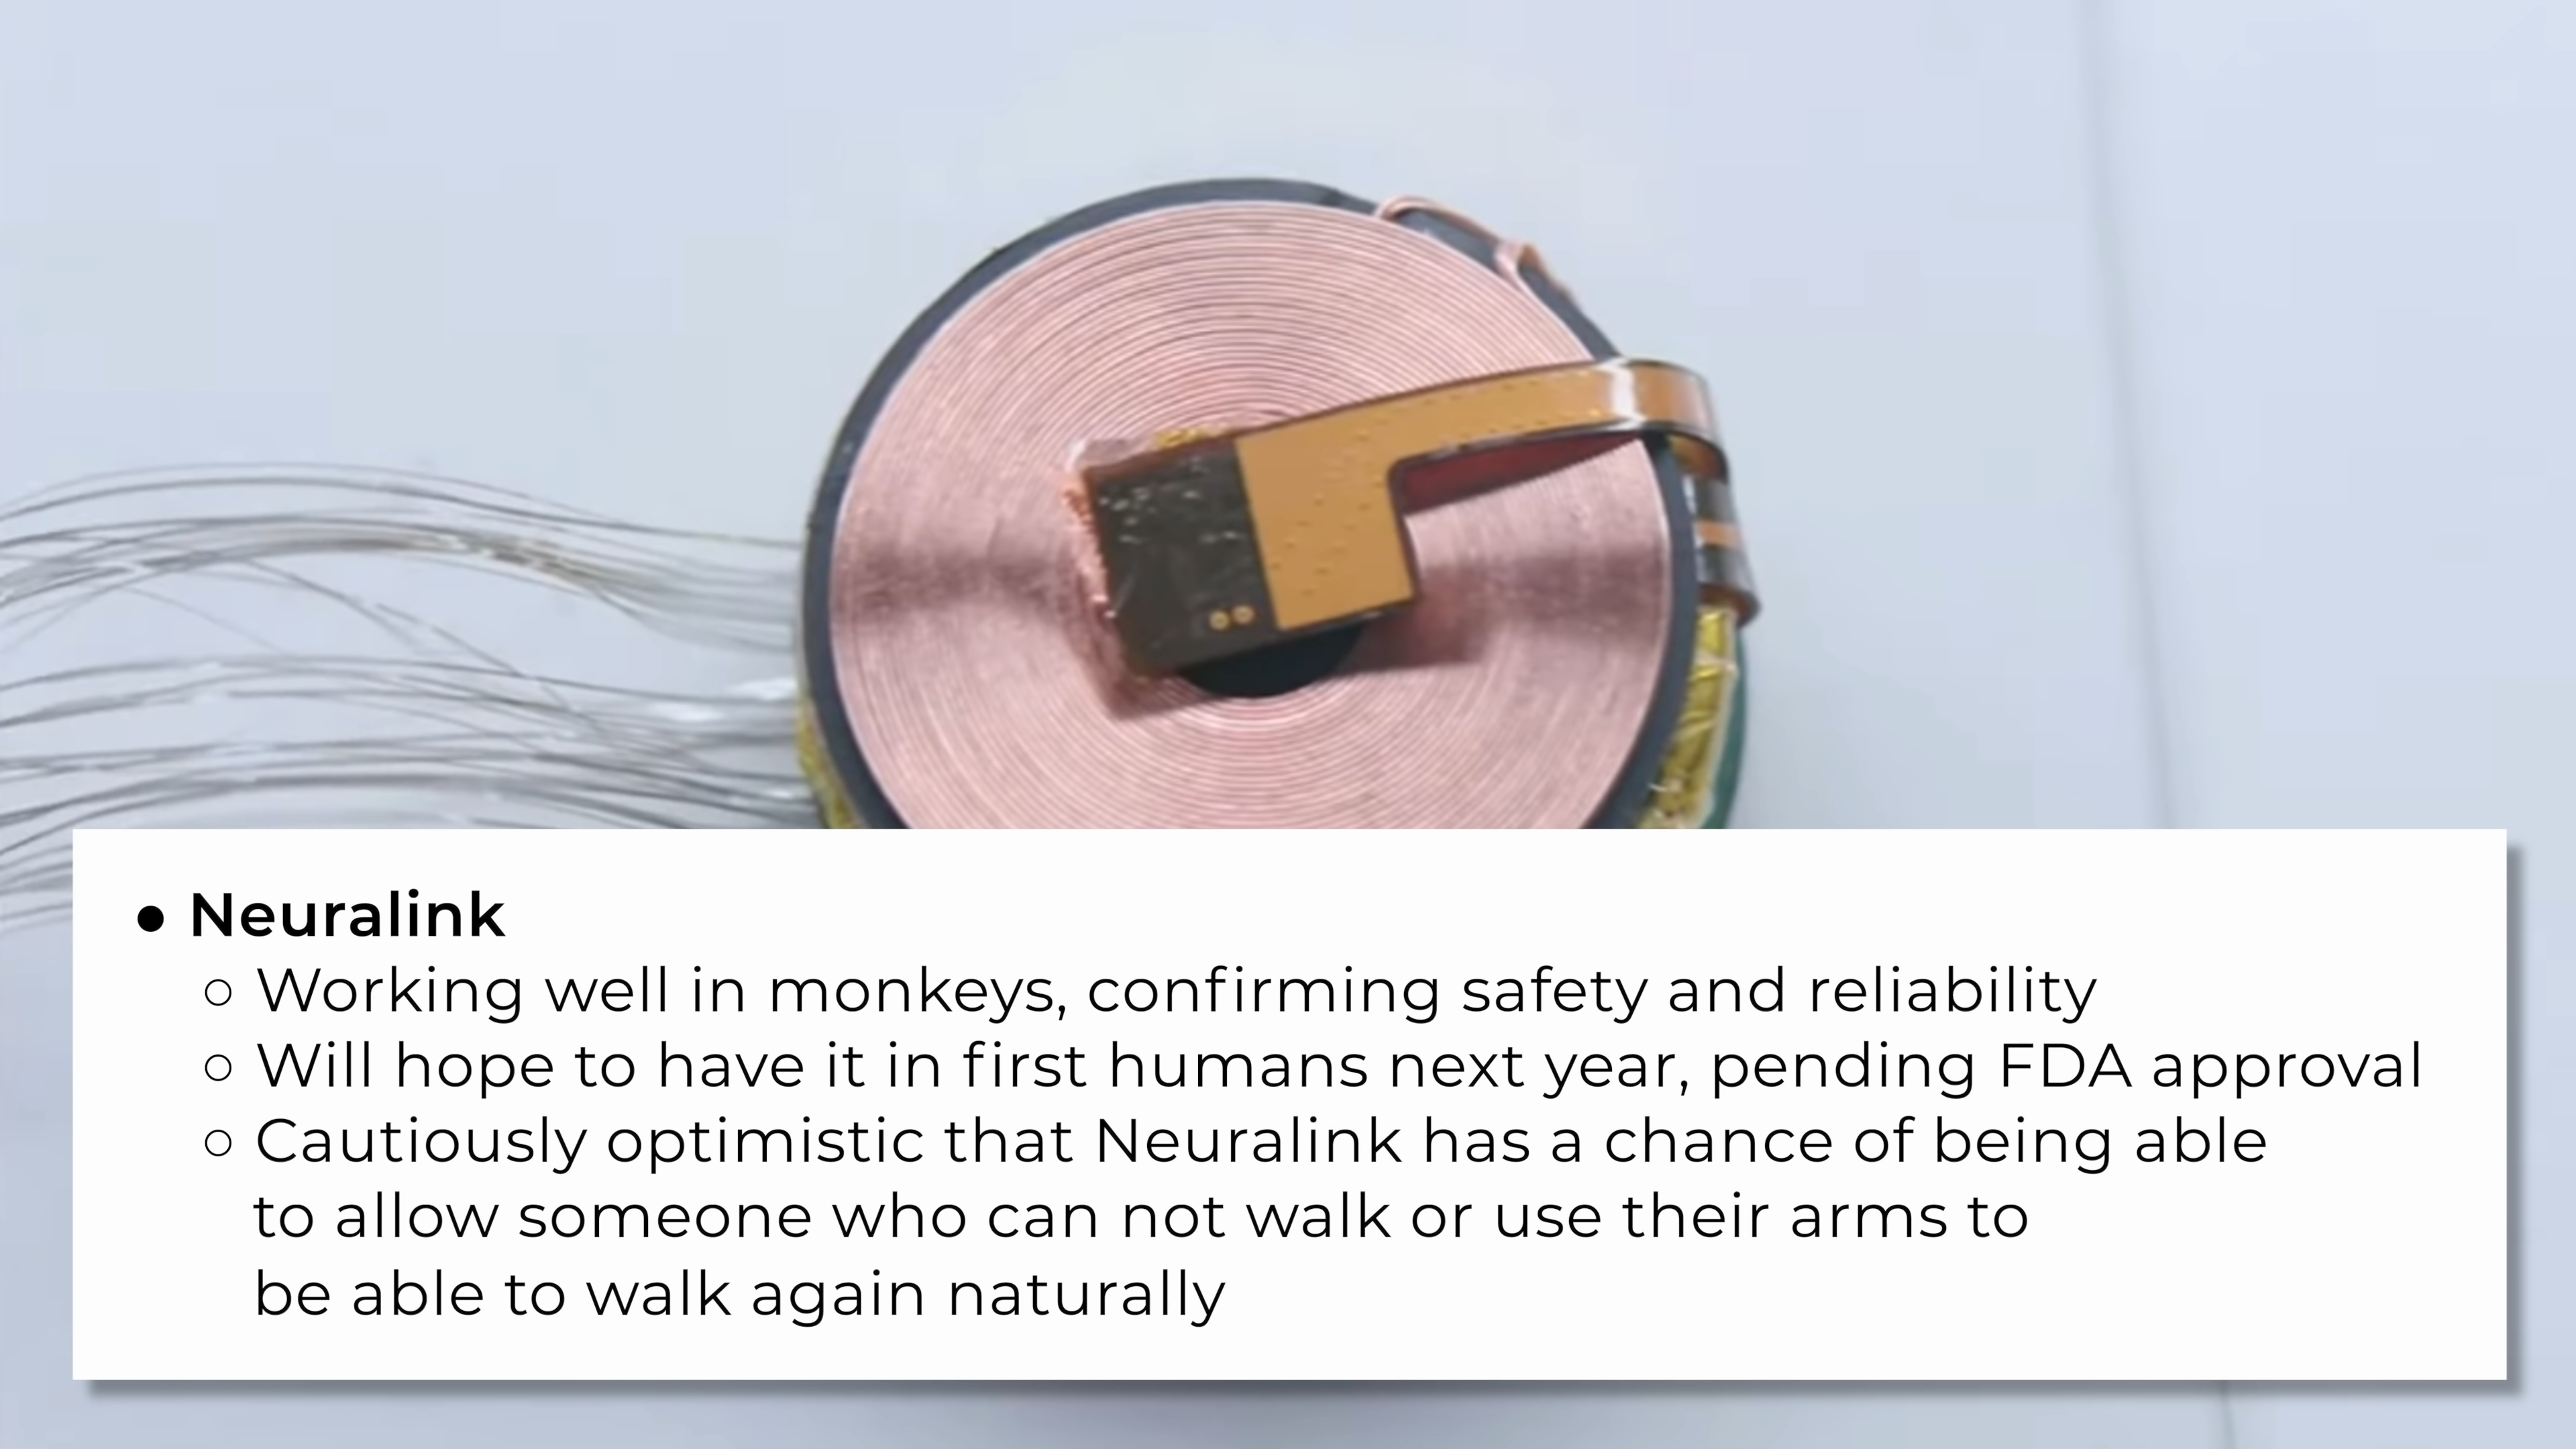 ● Neuralink
○ Working well in monkeys, confirming safety and reliability
○ Will hope to have it in first humans next year, pending FDA approval
○ Cautiously optimistic that Neuralink has a chance of being able
to allow someone who can not walk or use their arms to
be able to walk again naturally